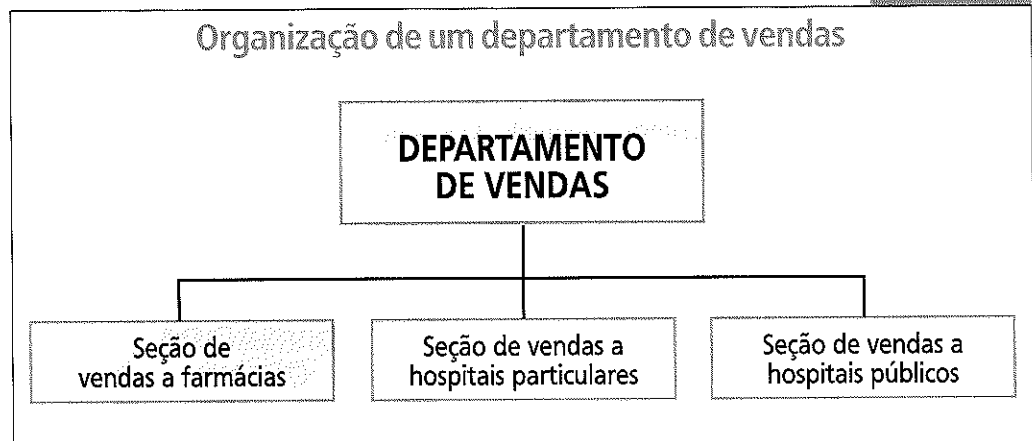 Organização de um departamento de vendas
DEPARTAMENTO
DE VENDAS
Seção de
vendas a farmácias
Seção de vendas a
hospitais particulares
Seção de vendas a
hospitais públicos